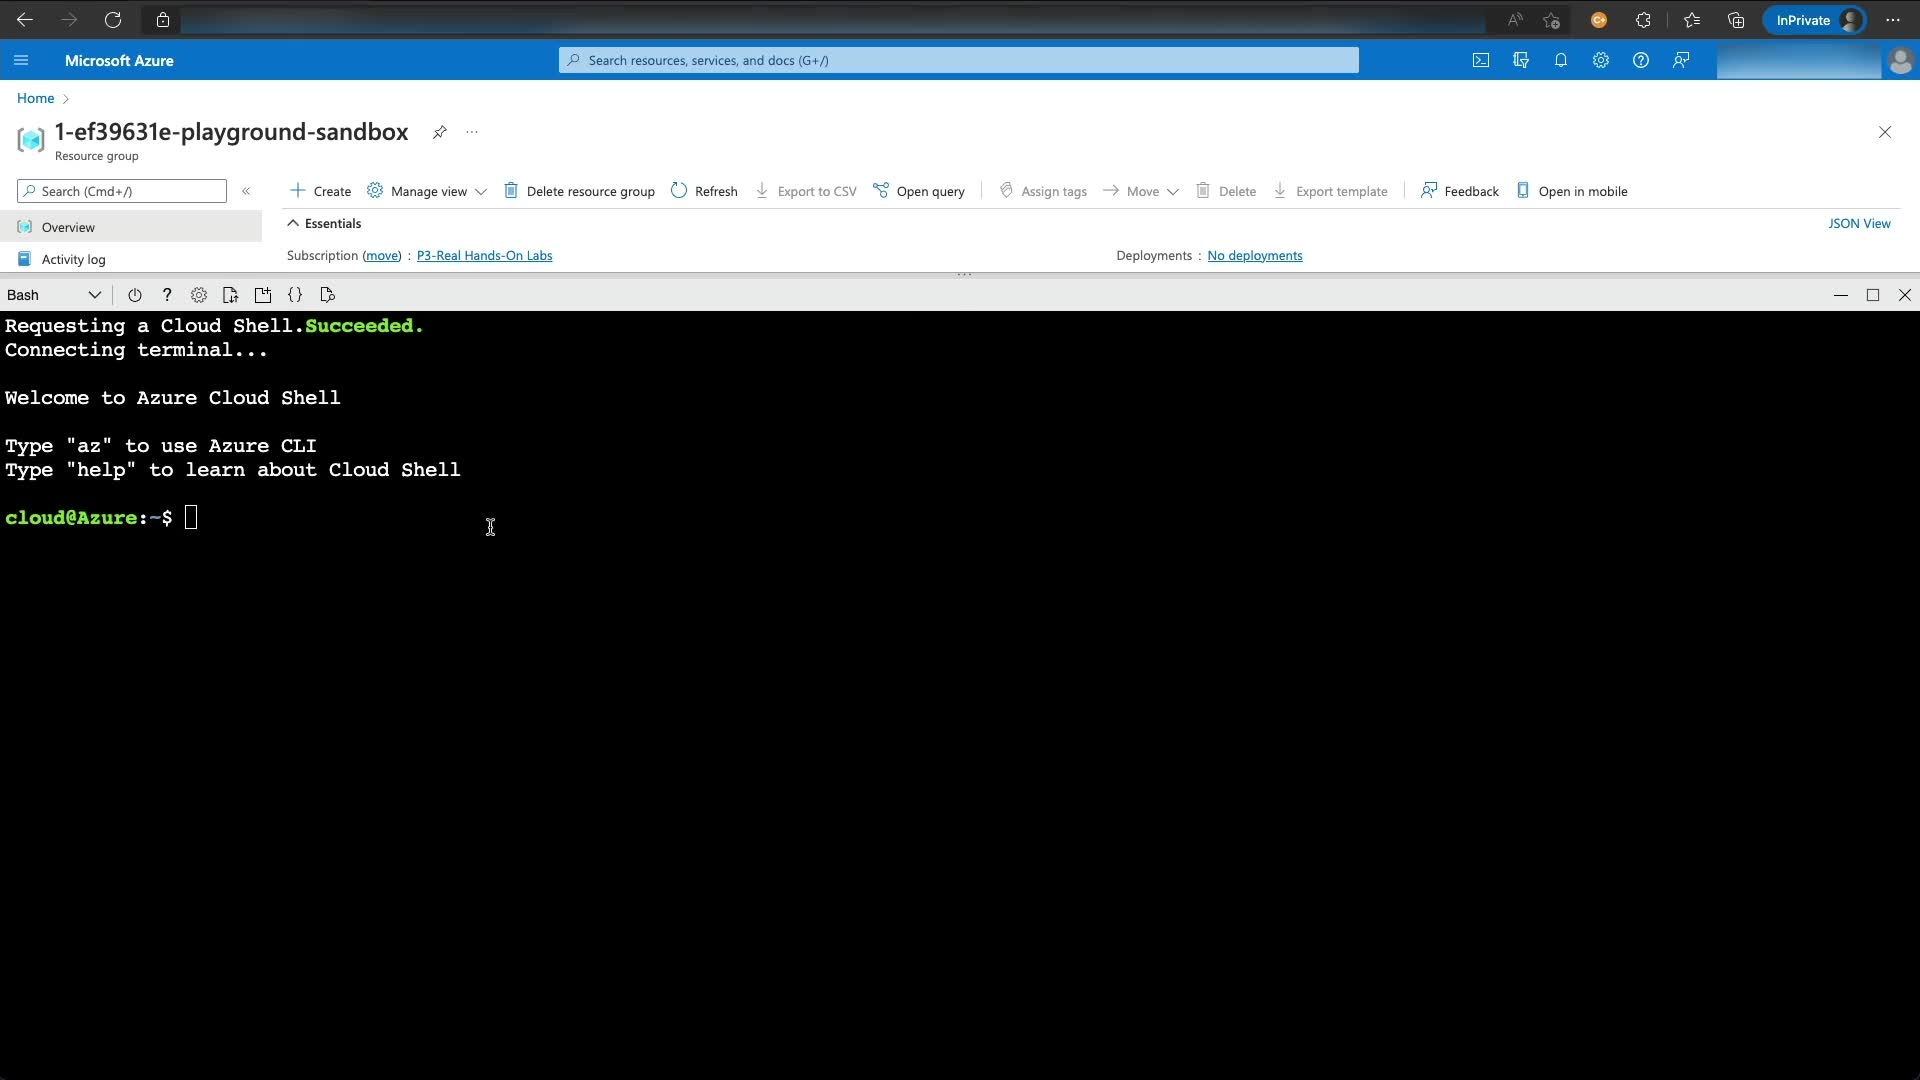 InPrivate
Microsoft Azure
Search resources, services, and docs (G+/)
Home
1-ef39631e-playground-sandbox
Resource group
Search (Cmd+/)
Create Manage view Delete resource group Refresh Export to CSV Open query Assign tags Move Delete Export template Feedback Open in mobile
Overview
Essentials
JSON View
Activity log
Subscription (move) : P3-Real Hands-On Labs
Deployments : No deployments
Bash
Requesting a Cloud Shell.Succeeded.
Connecting terminal...
Welcome to Azure Cloud Shell
Type "az" to use Azure CLI
Type "help" to learn about Cloud Shell
cloud@Azure:~$